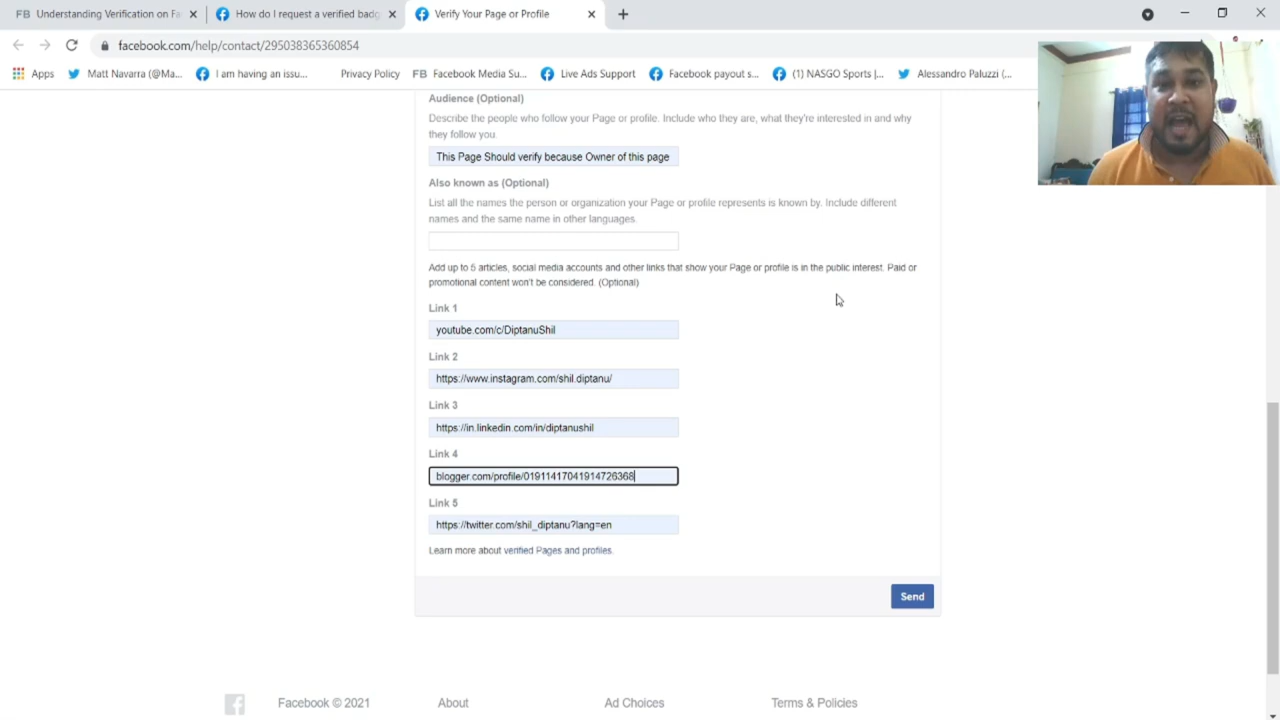 Understanding Verification on Fa
How do I request a verified badg
Verify Your Page or Profile
facebook.com/help/contact/295038365360854
Apps
Matt Navarra (@Ma...
I am having an issu...
Privacy Policy
FB Facebook Media Su...
Live Ads Support
Facebook payout s...
(1) NASGO Sports |...
Alessandro Paluzzi (...
Audience (Optional)
Describe the people who follow your Page or profile. Include who they are, what they're interested in and why
they follow you.
This Page Should verify because Owner of this page
Also known as (Optional)
List all the names the person or organization your Page or profile represents is known by. Include different
names and the same name in other languages.
Add up to 5 articles, social media accounts and other links that show your Page or profile is in the public interest. Paid or
promotional content won't be considered. (Optional)
Link 1
youtube.com/c/DiptanuShil
Link 2
https://www.instagram.com/shil.diptanu/
Link 3
https://in.linkedin.com/in/diptanushil
Link 4
blogger.com/profile/01911417041914726368
Link 5
https://twitter.com/shil_diptanu?lang=en
Learn more about verified Pages and profiles.
Send
Facebook © 2021
About
Ad Choices
Terms & Policies